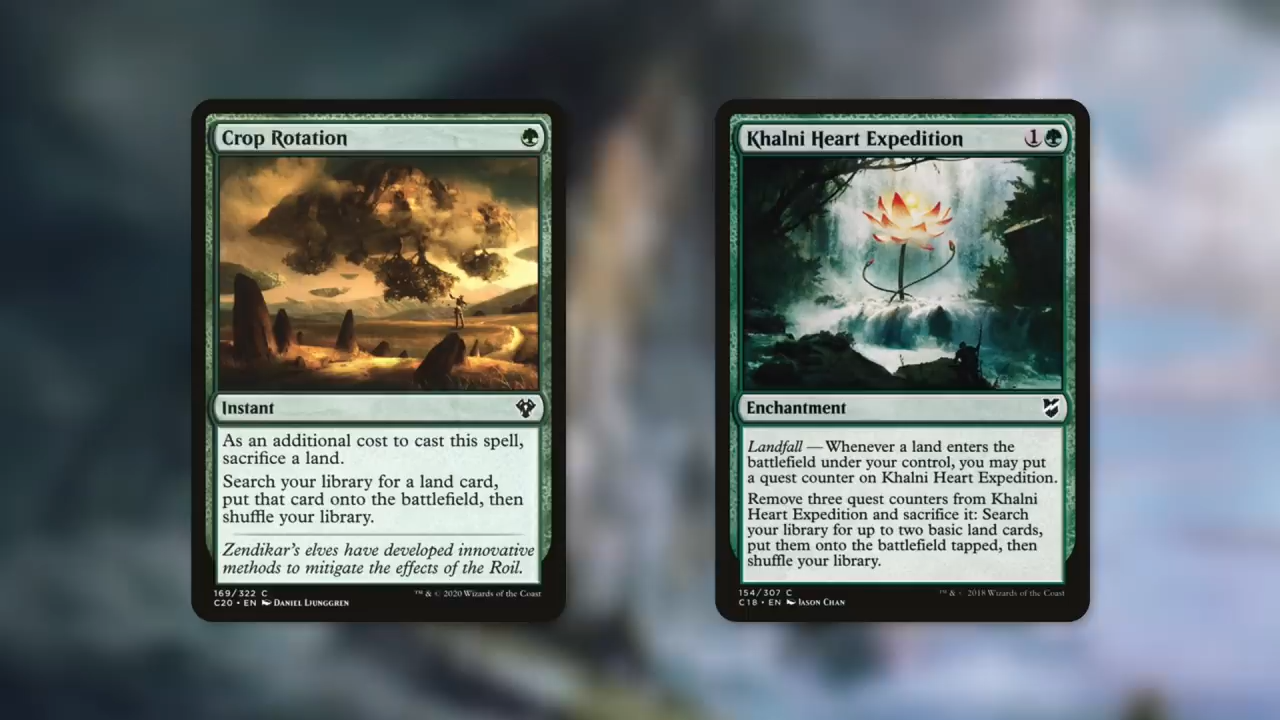 Crop Rotation
Instant
As an additional cost to cast this spell,
sacrifice a land.
Search your library for a land card,
put that card onto the battlefield, then
shuffle your library.
Zendikar's elves have developed innovative
methods to mitigate the effects of the Roil.
169/322 C
C20 • EN Daniel Ljunggren
™ & © 2020 Wizards of the Coast
Khalni Heart Expedition 1
Enchantment
Landfall — Whenever a land enters the
battlefield under your control, you may put
a quest counter on Khalni Heart Expedition.
Remove three quest counters from Khalni
Heart Expedition and sacrifice it: Search
your library for up to two basic land cards,
put them onto the battlefield tapped, then
shuffle your library.
154/307 C
C18 • EN Jason Chan
™ & © 2018 Wizards of the Coast